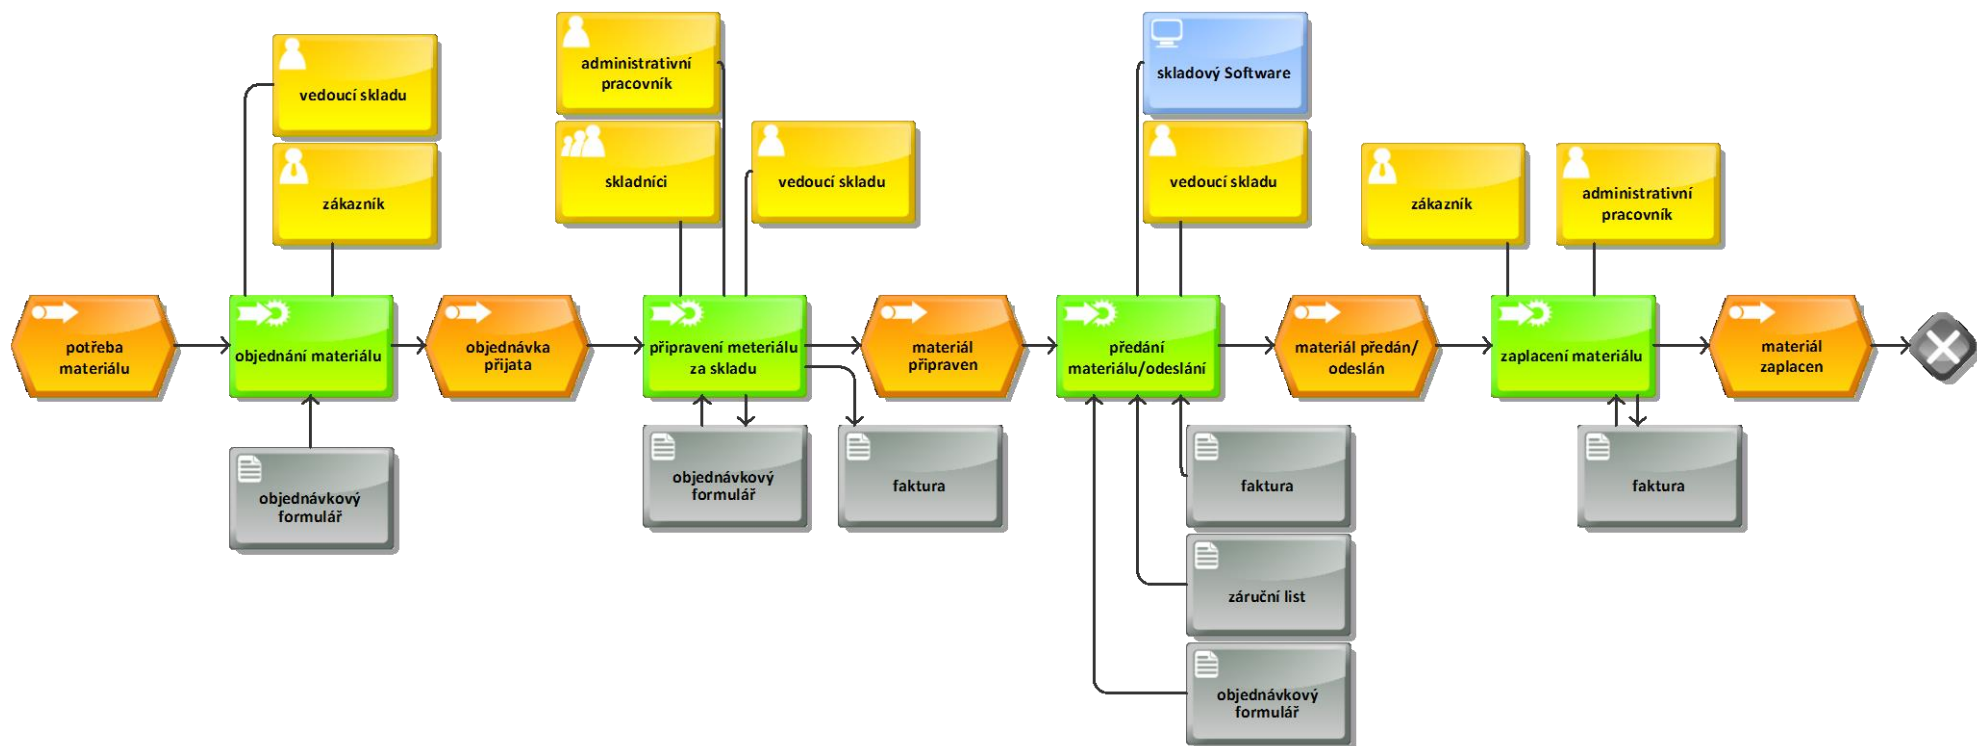 vedoucí skladu
zákazník
administrativní
pracovník
skladníci
vedoucí skladu
skladový Software
vedoucí skladu
zákazník
administrativní
pracovník
potřeba
materiálu
objednání materiálu
objednávka
přijata
připravení meteriálu
za skladu
materiál
připraven
předání
materiálu/odeslání
materiál předán/
odeslán
zaplacení materiálu
materiál
zaplacen
objednávkový
formulář
objednávkový
formulář
faktura
faktura
záruční list
objednávkový
formulář
faktura